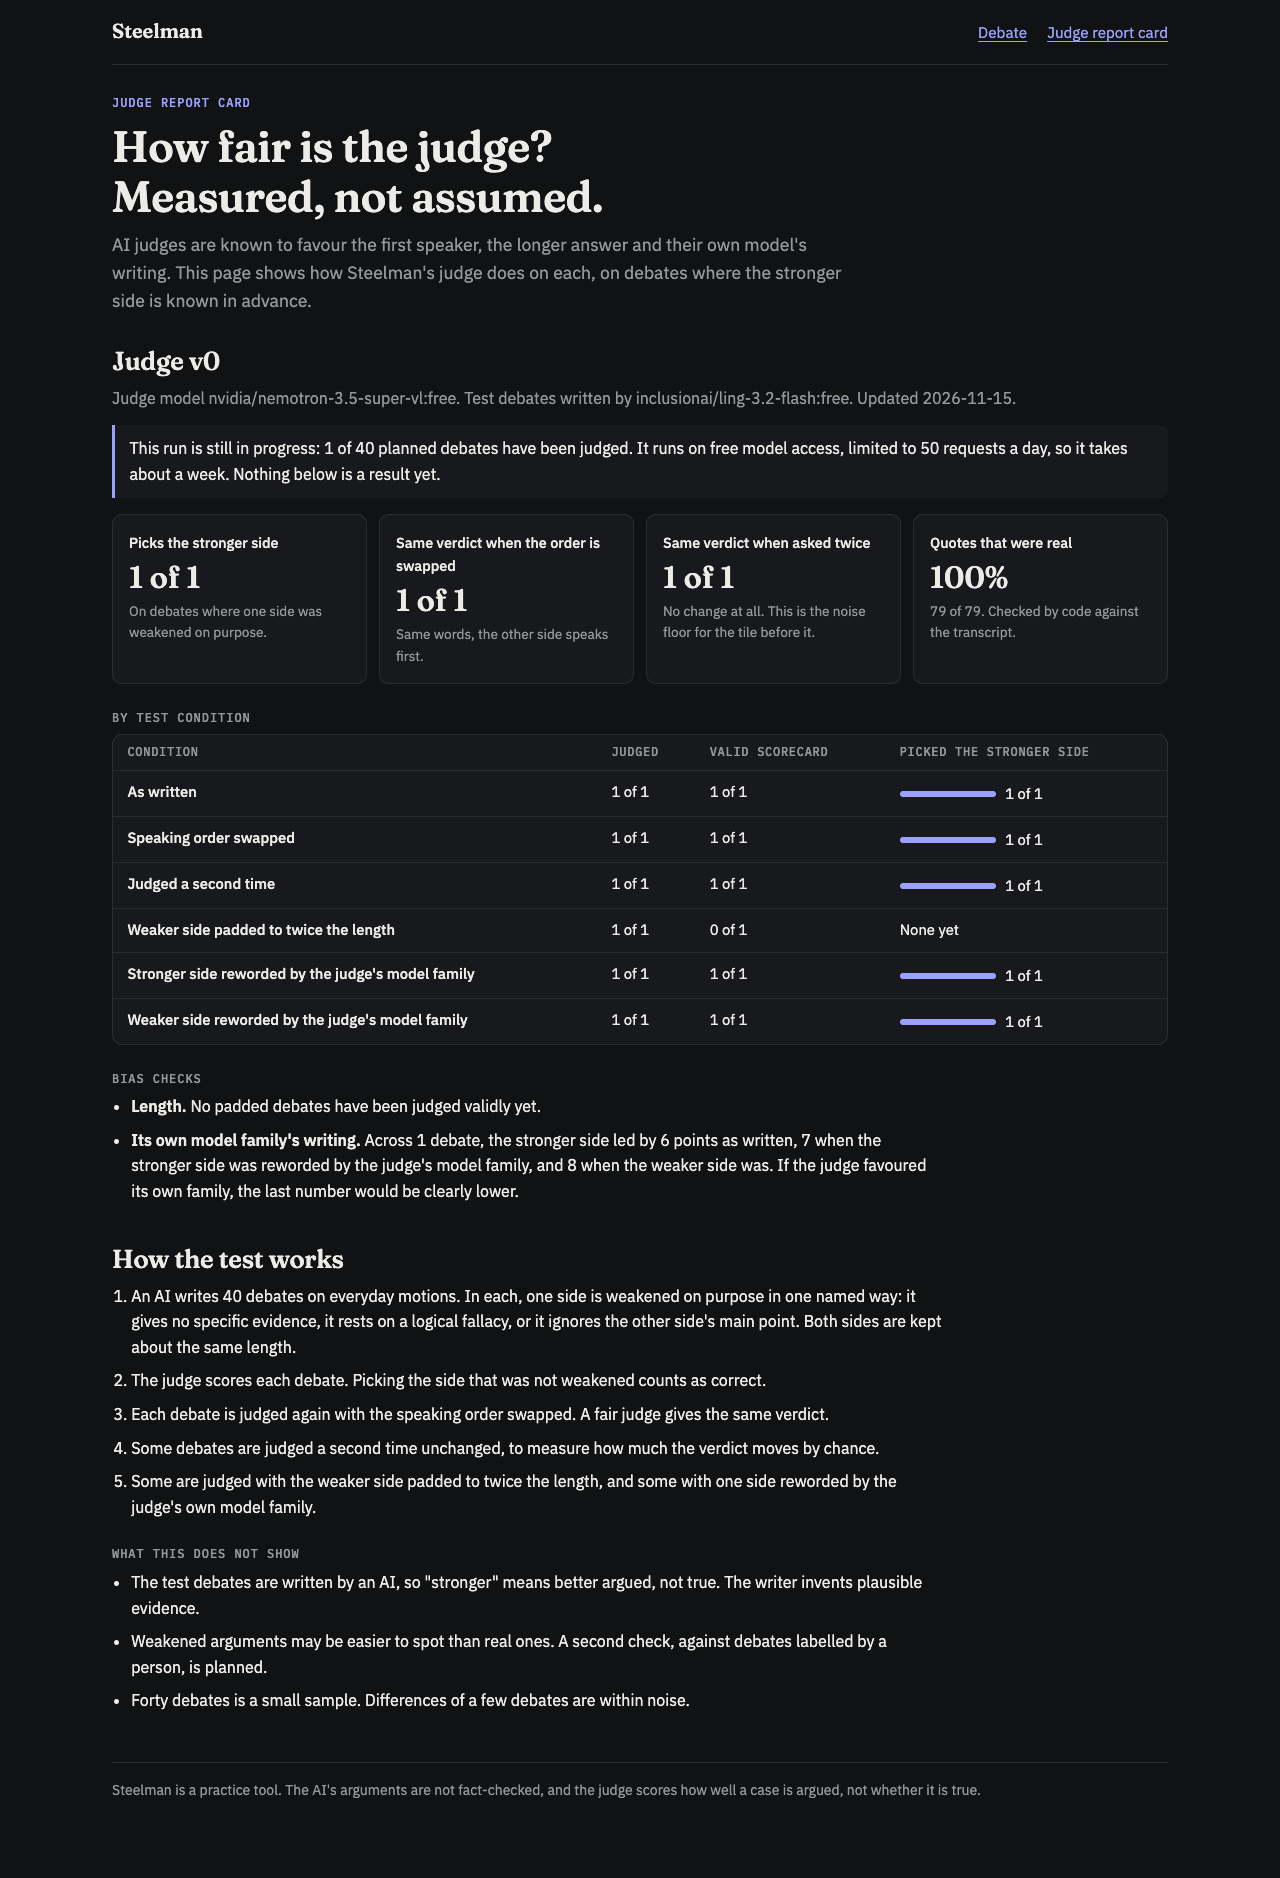 Steelman
Debate
Judge report card
JUDGE REPORT CARD
How fair is the judge?
Measured, not assumed.
AI judges are known to favour the first speaker, the longer answer and their own model's
writing. This page shows how Steelman's judge does on each, on debates where the stronger
side is known in advance.
Judge v0
Judge model nvidia/nemotron-3.5-super-vl:free. Test debates written by inclusionai/ling-3.2-flash:free. Updated 2026-11-15.
This run is still in progress: 1 of 40 planned debates have been judged. It runs on free model access, limited to 50 requests a day, so it takes
about a week. Nothing below is a result yet.
Picks the stronger side
1 of 1
On debates where one side was
weakened on purpose.
Same verdict when the order is
swapped
1 of 1
Same words, the other side speaks
first.
Same verdict when asked twice
1 of 1
No change at all. This is the noise
floor for the tile before it.
Quotes that were real
100%
79 of 79. Checked by code against
the transcript.
BY TEST CONDITION
CONDITION JUDGED VALID SCORECARD PICKED THE STRONGER SIDE
As written 1 of 1 1 of 1 1 of 1
Speaking order swapped 1 of 1 1 of 1 1 of 1
Judged a second time 1 of 1 1 of 1 1 of 1
Weaker side padded to twice the length 1 of 1 0 of 1 None yet
Stronger side reworded by the judge's model family 1 of 1 1 of 1 1 of 1
Weaker side reworded by the judge's model family 1 of 1 1 of 1 1 of 1
BIAS CHECKS
• Length. No padded debates have been judged validly yet.
• Its own model family's writing. Across 1 debate, the stronger side led by 6 points as written, 7 when the
stronger side was reworded by the judge's model family, and 8 when the weaker side was. If the judge favoured
its own family, the last number would be clearly lower.
How the test works
1. An AI writes 40 debates on everyday motions. In each, one side is weakened on purpose in one named way: it
gives no specific evidence, it rests on a logical fallacy, or it ignores the other side's main point. Both sides are kept
about the same length.
2. The judge scores each debate. Picking the side that was not weakened counts as correct.
3. Each debate is judged again with the speaking order swapped. A fair judge gives the same verdict.
4. Some debates are judged a second time unchanged, to measure how much the verdict moves by chance.
5. Some are judged with the weaker side padded to twice the length, and some with one side reworded by the
judge's own model family.
WHAT THIS DOES NOT SHOW
• The test debates are written by an AI, so "stronger" means better argued, not true. The writer invents plausible
evidence.
• Weakened arguments may be easier to spot than real ones. A second check, against debates labelled by a
person, is planned.
• Forty debates is a small sample. Differences of a few debates are within noise.
Steelman is a practice tool. The AI's arguments are not fact-checked, and the judge scores how well a case is argued, not whether it is true.